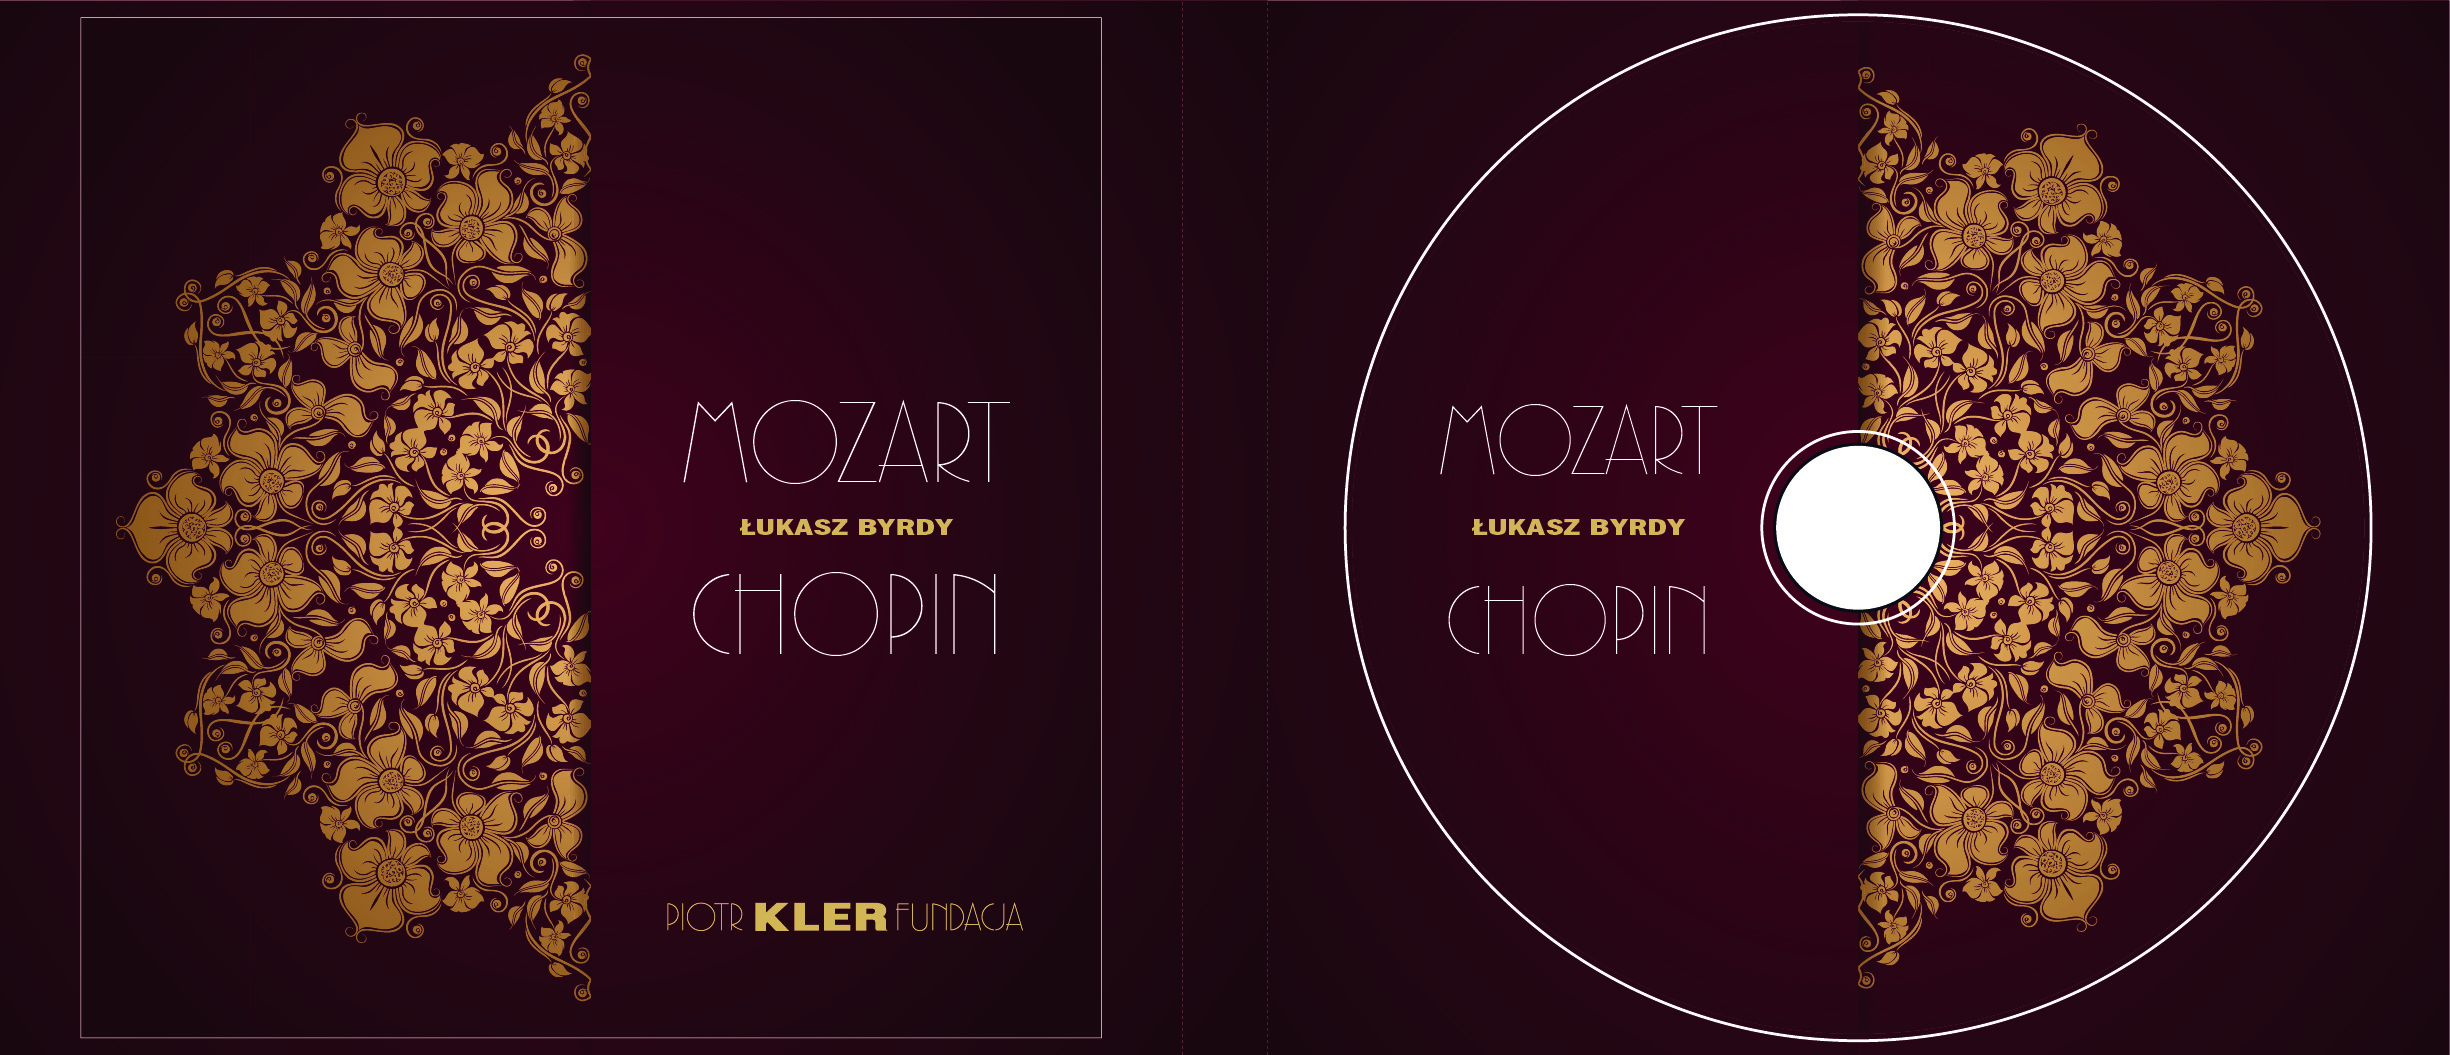 MOZART
ŁUKASZ BYRDY
CHOPIN
PIOTR KLER FUNDACJA
MOZART
ŁUKASZ BYRDY
CHOPIN